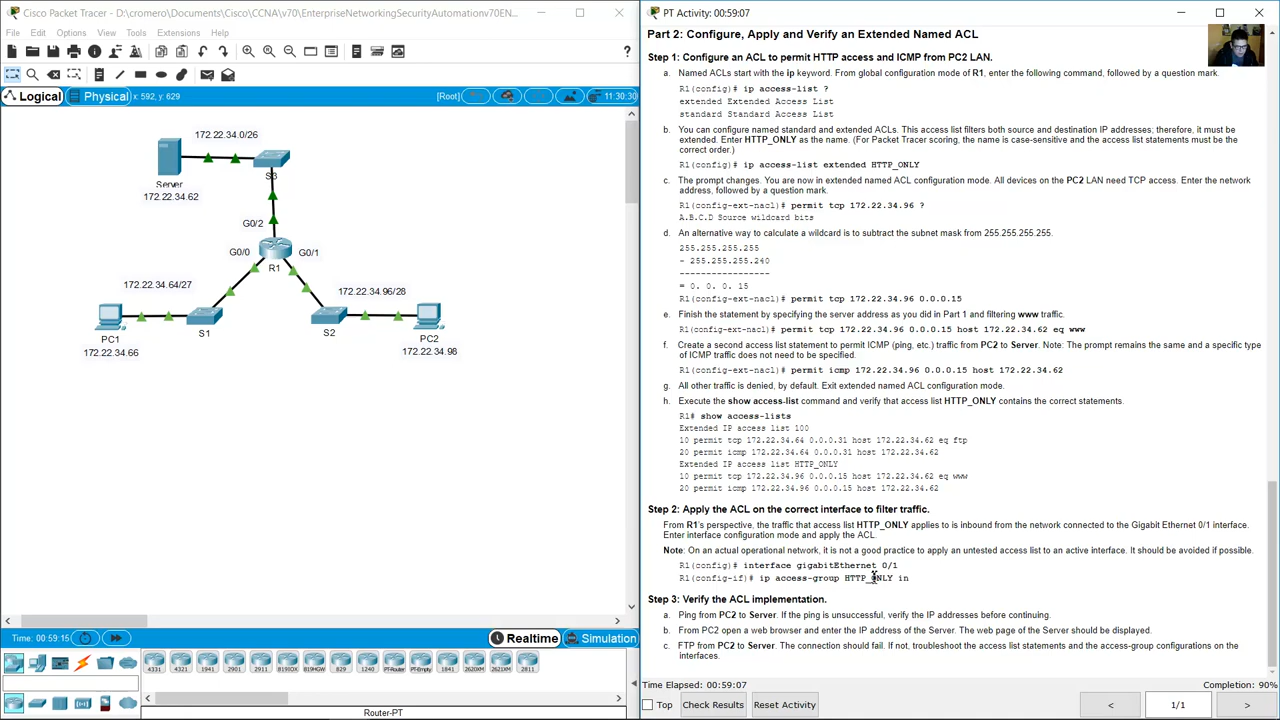 Cisco Packet Tracer - C:\Users\cromero\Documents\Cisco\CCNA\v70\EnterpriseNetworkingSecurityAutomationv70EN...
File Edit Options View Tools Extensions Help
Logical Physical x: 592, y: 629 [Root] 11:30:30
172.22.34.0/26
Server
172.22.34.62
S3
G0/2
G0/0
G0/1
R1
172.22.34.64/27
172.22.34.96/28
S1
S2
PC1
PC2
172.22.34.66
172.22.34.98
Time: 00:59:15
Realtime Simulation
4331 4321 1941 2901 2911 819IOX 819HGW 829 1240 PT-Router PT-Empty 1841 2620XM 2621XM 2811
Router-PT
PT Activity: 00:59:07
Part 2: Configure, Apply and Verify an Extended Named ACL
Step 1: Configure an ACL to permit HTTP access and ICMP from PC2 LAN.
a. Named ACLs start with the ip keyword. From global configuration mode of R1, enter the following command, followed by a question mark.
R1(config)# ip access-list ?
extended Extended Access List
standard Standard Access List
b. You can configure named standard and extended ACLs. This access list filters both source and destination IP addresses; therefore, it must be
extended. Enter HTTP_ONLY as the name. (For Packet Tracer scoring, the name is case-sensitive and the access list statements must be the
correct order.)
R1(config)# ip access-list extended HTTP_ONLY
c. The prompt changes. You are now in extended named ACL configuration mode. All devices on the PC2 LAN need TCP access. Enter the network
address, followed by a question mark.
R1(config-ext-nacl)# permit tcp 172.22.34.96 ?
A.B.C.D Source wildcard bits
d. An alternative way to calculate a wildcard is to subtract the subnet mask from 255.255.255.255.
255.255.255.255
- 255.255.255.240
-----------------
= 0. 0. 0. 15
R1(config-ext-nacl)# permit tcp 172.22.34.96 0.0.0.15
e. Finish the statement by specifying the server address as you did in Part 1 and filtering www traffic.
R1(config-ext-nacl)# permit tcp 172.22.34.96 0.0.0.15 host 172.22.34.62 eq www
f. Create a second access list statement to permit ICMP (ping, etc.) traffic from PC2 to Server. Note: The prompt remains the same and a specific type
of ICMP traffic does not need to be specified.
R1(config-ext-nacl)# permit icmp 172.22.34.96 0.0.0.15 host 172.22.34.62
g. All other traffic is denied, by default. Exit extended named ACL configuration mode.
h. Execute the show access-list command and verify that access list HTTP_ONLY contains the correct statements.
R1# show access-lists
Extended IP access list 100
10 permit tcp 172.22.34.64 0.0.0.31 host 172.22.34.62 eq ftp
20 permit icmp 172.22.34.64 0.0.0.31 host 172.22.34.62
Extended IP access list HTTP_ONLY
10 permit tcp 172.22.34.96 0.0.0.15 host 172.22.34.62 eq www
20 permit icmp 172.22.34.96 0.0.0.15 host 172.22.34.62
Step 2: Apply the ACL on the correct interface to filter traffic.
From R1's perspective, the traffic that access list HTTP_ONLY applies to is inbound from the network connected to the Gigabit Ethernet 0/1 interface.
Enter interface configuration mode and apply the ACL.
Note: On an actual operational network, it is not a good practice to apply an untested access list to an active interface. It should be avoided if possible.
R1(config)# interface gigabitEthernet 0/1
R1(config-if)# ip access-group HTTP_ONLY in
Step 3: Verify the ACL implementation.
a. Ping from PC2 to Server. If the ping is unsuccessful, verify the IP addresses before continuing.
b. From PC2 open a web browser and enter the IP address of the Server. The web page of the Server should be displayed.
c. FTP from PC2 to Server. The connection should fail. If not, troubleshoot the access list statements and the access-group configurations on the
interfaces.
Time Elapsed: 00:59:07 Completion: 90%
Top Check Results Reset Activity < 1/1 >